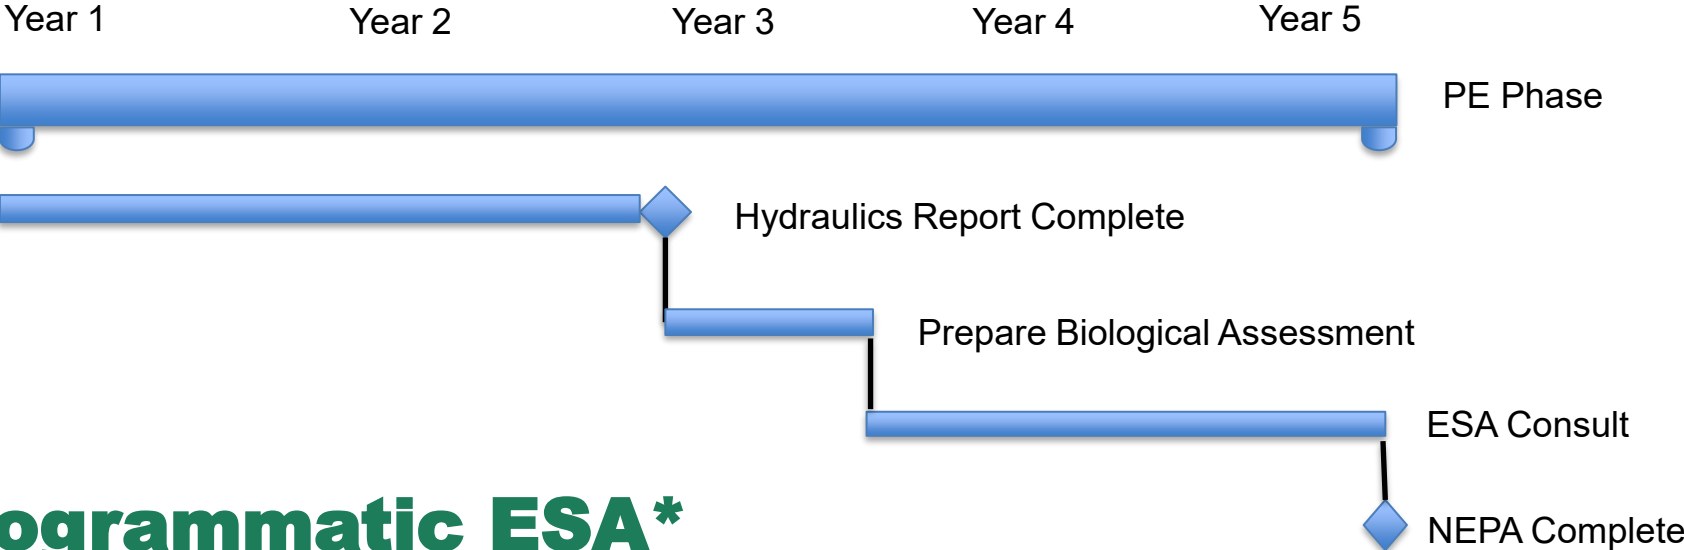 Year 1 Year 2 Year 3 Year 4 Year 5
PE Phase
Hydraulics Report Complete
Prepare Biological Assessment
ESA Consult
ogrammatic ESA*
NEPA Complete